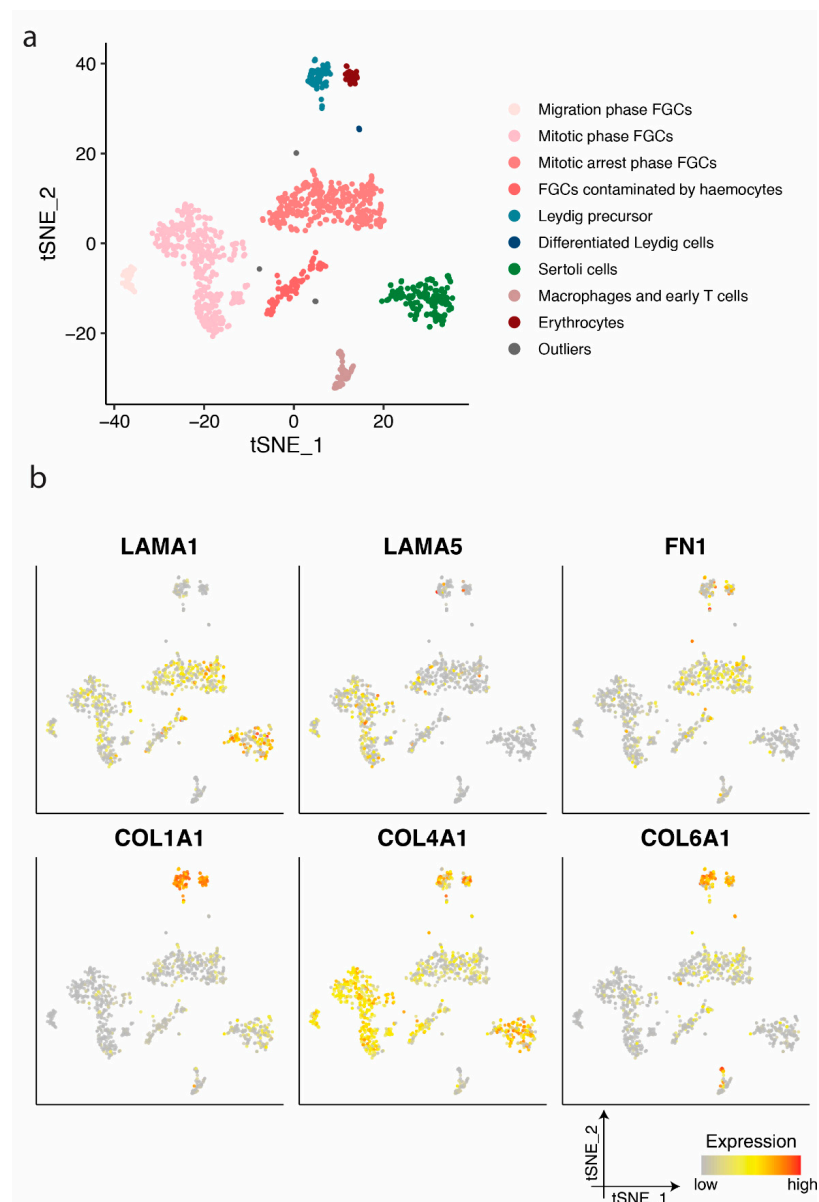 a
40
20
0
−20
tSNE_2
−40 −20 0 20
tSNE_1
Migration phase FGCs
Mitotic phase FGCs
Mitotic arrest phase FGCs
FGCs contaminated by haemocytes
Leydig precursor
Differentiated Leydig cells
Sertoli cells
Macrophages and early T cells
Erythrocytes
Outliers
b
LAMA1 LAMA5 FN1
COL1A1 COL4A1 COL6A1
tSNE_2
tSNE_1
Expression
low high